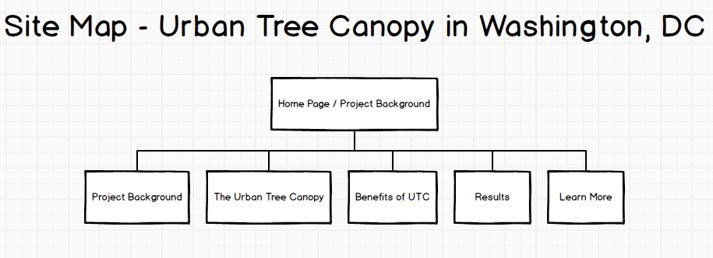 Site Map - Urban Tree Canopy in Washington, DC
Home Page / Project Background
Project Background
The Urban Tree Canopy
Benefits of UTC
Results
Learn More